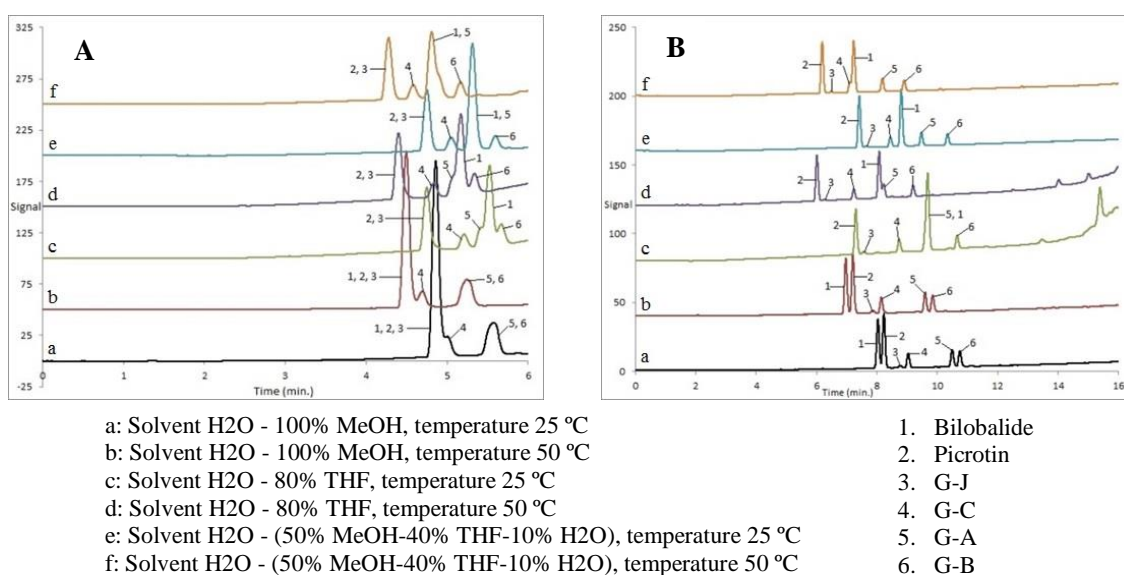 A
325
275
225
175
Signal
125
75
25
-25
0
1
2
3
4
5
6
Time (min.)
f
2, 3
4
1, 5
6
e
2, 3
4
1, 5
6
d
2, 3
4
5
1
6
c
2, 3
4
5
1
6
b
1, 2, 3
4
5, 6
a
1, 2, 3
4
5, 6
B
250
200
150
Signal
100
50
0
0
2
4
6
8
10
12
14
16
Time (min.)
f
2
3
4
1
5
6
e
2
3
4
1
5
6
d
2
3
4
1
5
6
c
2
3
4
5, 1
6
b
1
2
3
4
5
6
a
1
2
3
4
5
6
a: Solvent H2O - 100% MeOH, temperature 25 ºC
b: Solvent H2O - 100% MeOH, temperature 50 ºC
c: Solvent H2O - 80% THF, temperature 25 ºC
d: Solvent H2O - 80% THF, temperature 50 ºC
e: Solvent H2O - (50% MeOH-40% THF-10% H2O), temperature 25 ºC
f: Solvent H2O - (50% MeOH-40% THF-10% H2O), temperature 50 ºC
1. Bilobalide
2. Picrotin
3. G-J
4. G-C
5. G-A
6. G-B